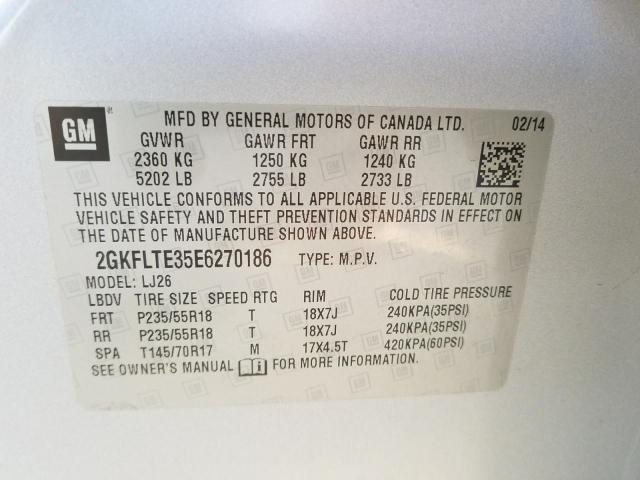 GM
MFD BY GENERAL MOTORS OF CANADA LTD. 02/14
GVWR GAWR FRT GAWR RR
2360 KG 1250 KG 1240 KG
5202 LB 2755 LB 2733 LB
THIS VEHICLE CONFORMS TO ALL APPLICABLE U.S. FEDERAL MOTOR
VEHICLE SAFETY AND THEFT PREVENTION STANDARDS IN EFFECT ON
THE DATE OF MANUFACTURE SHOWN ABOVE.
2GKFLTE35E6270186 TYPE: M.P.V.
MODEL: LJ26
LBDV TIRE SIZE SPEED RTG RIM COLD TIRE PRESSURE
FRT P235/55R18 T 18X7J 240KPA(35PSI)
RR P235/55R18 T 18X7J 240KPA(35PSI)
SPA T145/70R17 M 17X4.5T 420KPA(60PSI)
SEE OWNER'S MANUAL FOR MORE INFORMATION.